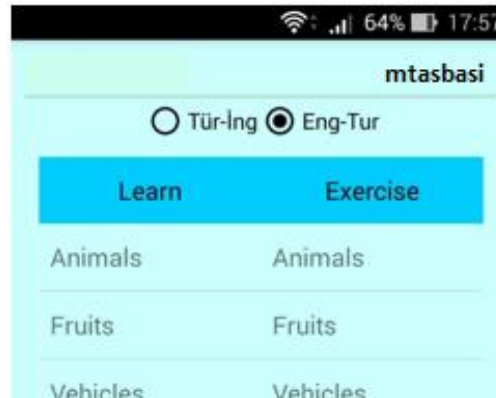 64% 17:57
mtasbasi
Tür-İng Eng-Tur
Learn Exercise
Animals Animals
Fruits Fruits
Vehicles Vehicles